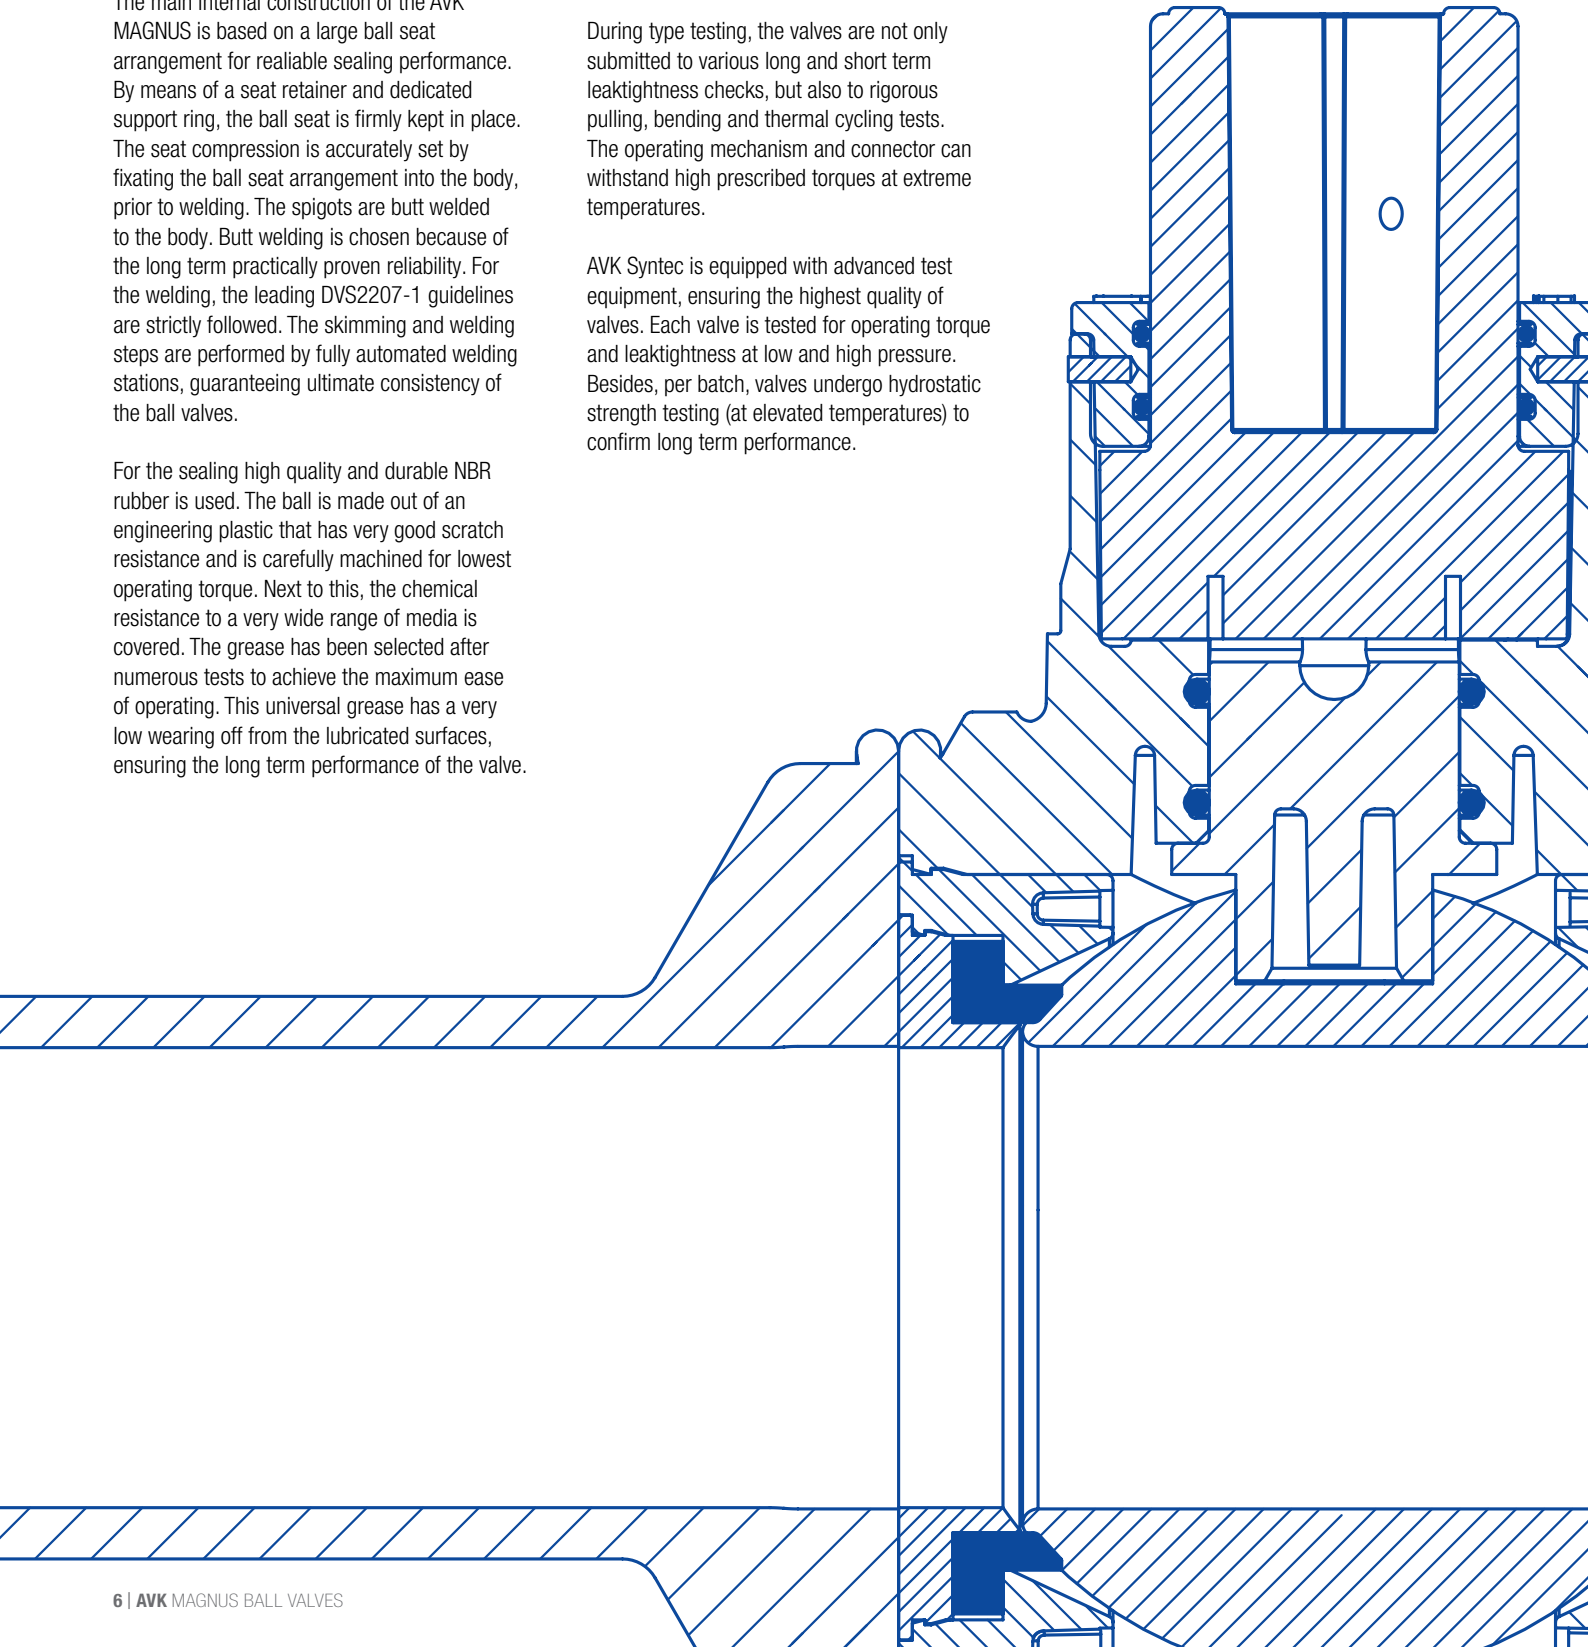 The main internal construction of the AVK
MAGNUS is based on a large ball seat
arrangement for realiable sealing performance.
By means of a seat retainer and dedicated
support ring, the ball seat is firmly kept in place.
The seat compression is accurately set by
fixating the ball seat arrangement into the body,
prior to welding. The spigots are butt welded
to the body. Butt welding is chosen because of
the long term practically proven reliability. For
the welding, the leading DVS2207-1 guidelines
are strictly followed. The skimming and welding
steps are performed by fully automated welding
stations, guaranteeing ultimate consistency of
the ball valves.
For the sealing high quality and durable NBR
rubber is used. The ball is made out of an
engineering plastic that has very good scratch
resistance and is carefully machined for lowest
operating torque. Next to this, the chemical
resistance to a very wide range of media is
covered. The grease has been selected after
numerous tests to achieve the maximum ease
of operating. This universal grease has a very
low wearing off from the lubricated surfaces,
ensuring the long term performance of the valve.
During type testing, the valves are not only
submitted to various long and short term
leaktightness checks, but also to rigorous
pulling, bending and thermal cycling tests.
The operating mechanism and connector can
withstand high prescribed torques at extreme
temperatures.
AVK Syntec is equipped with advanced test
equipment, ensuring the highest quality of
valves. Each valve is tested for operating torque
and leaktightness at low and high pressure.
Besides, per batch, valves undergo hydrostatic
strength testing (at elevated temperatures) to
confirm long term performance.
6 | AVK MAGNUS BALL VALVES